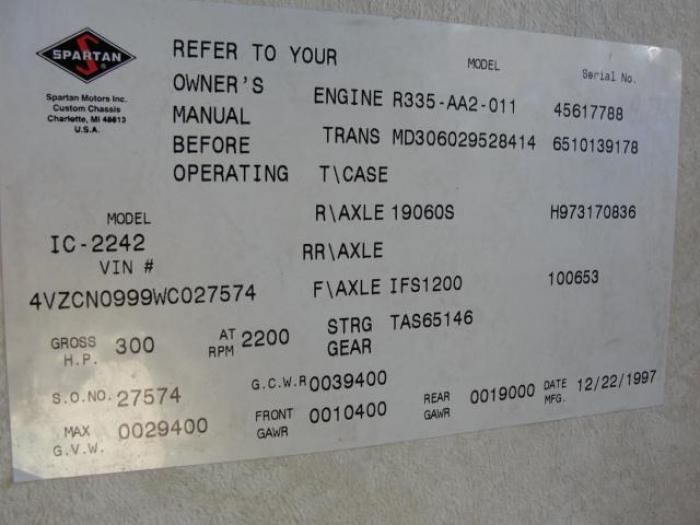 SPARTAN
Spartan Motors Inc.
Custom Chassis
Charlotte, MI 48813
U.S.A.
REFER TO YOUR
OWNER'S
MANUAL
BEFORE
OPERATING
MODEL Serial No.
ENGINE R335-AA2-011 45617788
TRANS MD306029528414 6510139178
T\CASE
R\AXLE 19060S H973170836
RR\AXLE
F\AXLE IFS1200 100653
STRG TAS65146
GEAR
MODEL
IC-2242
VIN #
4VZCN0999WC027574
GROSS H.P. 300 AT RPM 2200
S.O.NO. 27574 G.C.W.R 0039400
MAX G.V.W. 0029400 FRONT GAWR 0010400 REAR GAWR 0019000 DATE MFG. 12/22/1997